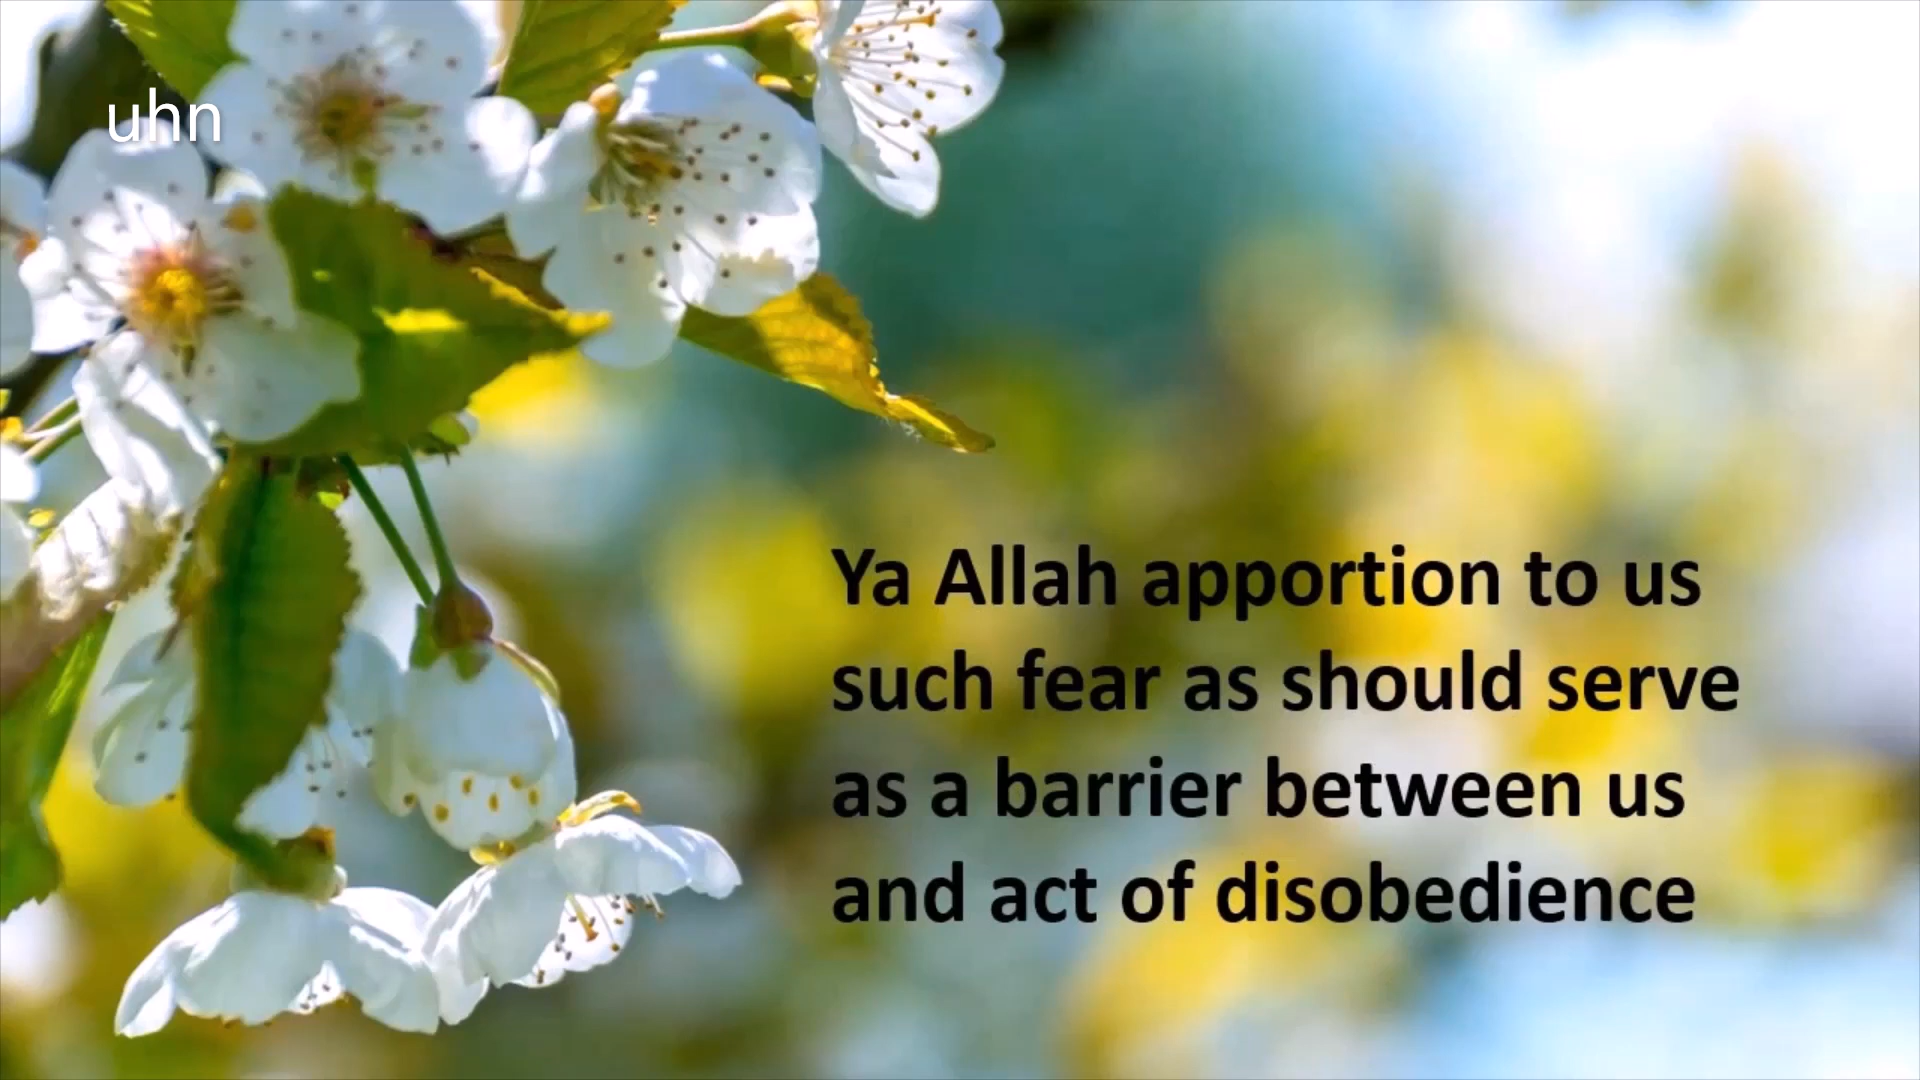 uhn
Ya Allah apportion to us
such fear as should serve
as a barrier between us
and act of disobedience